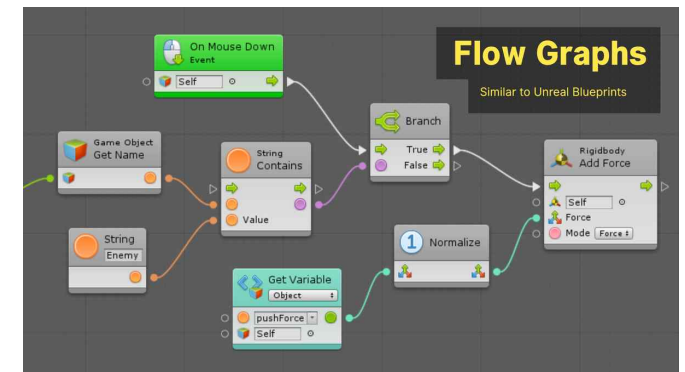 On Mouse Down
Event
Self
Flow Graphs
Similar to Unreal Blueprints
Branch
True
False
Game Object
Get Name
String
Contains
Value
Rigidbody
Add Force
Self
Force
Mode Force
String
Enemy
1 Normalize
Get Variable
Object
pushForce
Self